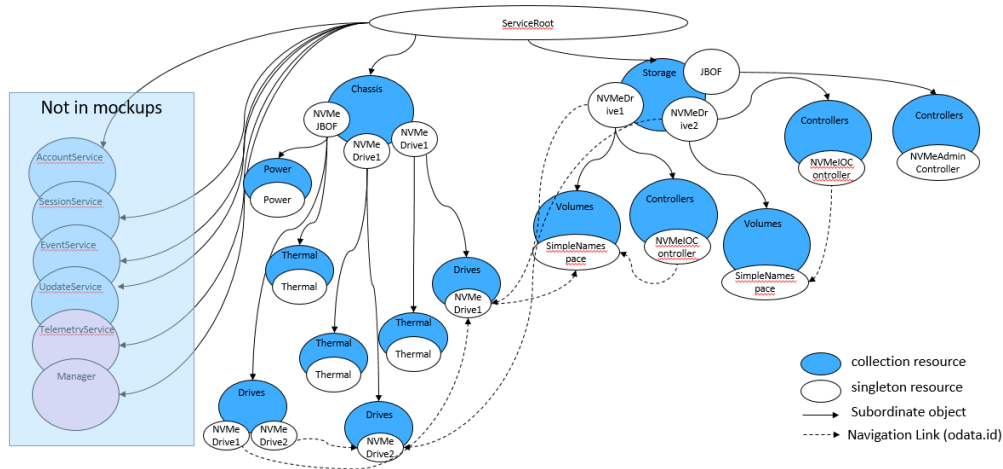 ServiceRoot
Not in mockups
AccountService
SessionService
EventService
UpdateService
TelemetryService
Manager
Chassis
NVMe
JBOF
NVMe
Drive1
NVMe
Drive1
Power
Power
Thermal
Thermal
Thermal
Thermal
Thermal
Thermal
Drives
NVMe
Drive1
NVMe
Drive2
Drives
NVMe
Drive2
Drives
NVMe
Drive1
Storage
JBOF
NVMeDr
ive1
NVMeDr
ive2
Volumes
SimpleNames
pace
Controllers
NVMeIOC
ontroller
Volumes
SimpleNames
pace
Controllers
NVMeIOC
ontroller
Controllers
NVMeAdmin
Controller
collection resource
singleton resource
Subordinate object
Navigation Link (odata.id)